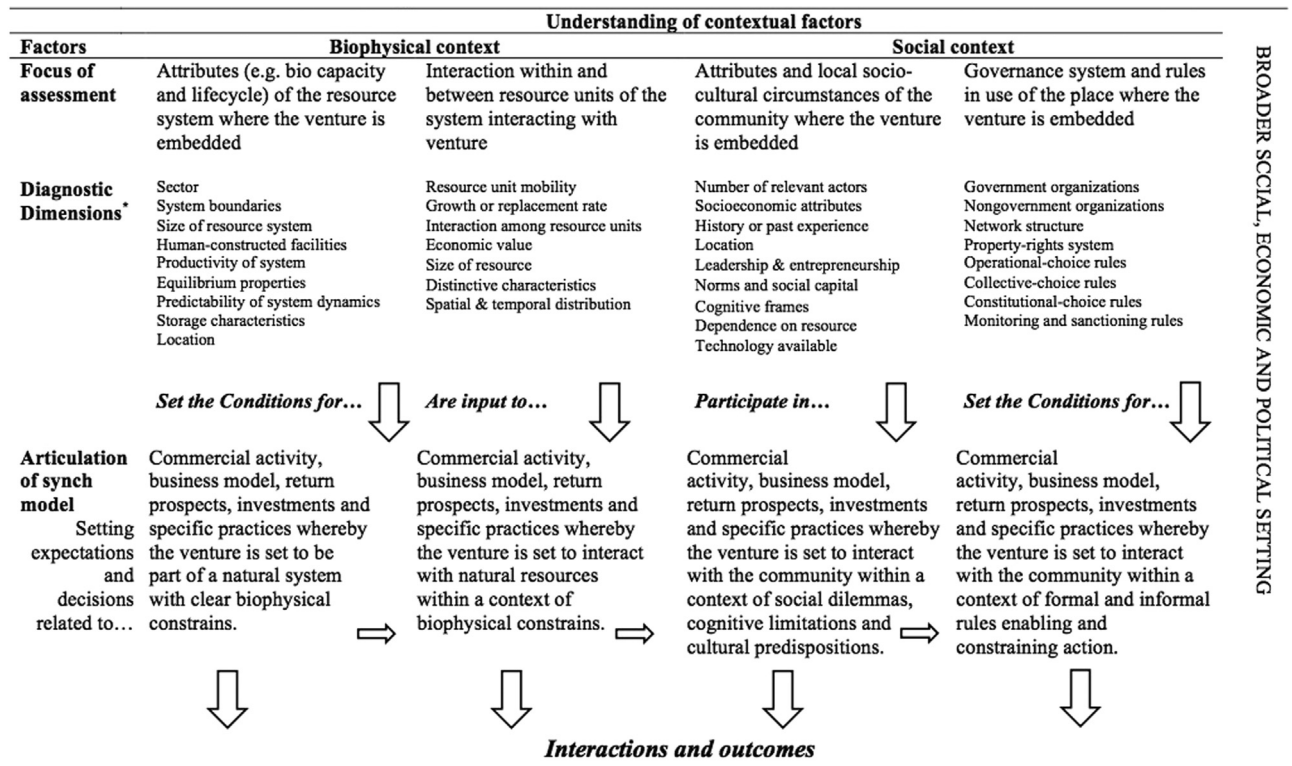 Understanding of contextual factors
Factors
Biophysical context
Social context
Focus of
assessment
Attributes (e.g. bio capacity
and lifecycle) of the resource
system where the venture is
embedded
Interaction within and
between resource units of the
system interacting with
venture
Attributes and local socio-
cultural circumstances of the
community where the venture
is embedded
Governance system and rules
in use of the place where the
venture is embedded
Diagnostic
Dimensions*
Sector
System boundaries
Size of resource system
Human-constructed facilities
Productivity of system
Equilibrium properties
Predictability of system dynamics
Storage characteristics
Location
Resource unit mobility
Growth or replacement rate
Interaction among resource units
Economic value
Size of resource
Distinctive characteristics
Spatial & temporal distribution
Number of relevant actors
Socioeconomic attributes
History or past experience
Location
Leadership & entrepreneurship
Norms and social capital
Cognitive frames
Dependence on resource
Technology available
Government organizations
Nongovernment organizations
Network structure
Property-rights system
Operational-choice rules
Collective-choice rules
Constitutional-choice rules
Monitoring and sanctioning rules
Set the Conditions for…
Are input to…
Participate in…
Set the Conditions for…
Articulation
of synch
model
Setting
expectations
and
decisions
related to…
Commercial activity,
business model, return
prospects, investments and
specific practices whereby
the venture is set to be
part of a natural system
with clear biophysical
constrains.
Commercial activity,
business model, return
prospects, investments and
specific practices whereby
the venture is set to interact
with natural resources
within a context of
biophysical constrains.
Commercial
activity, business model,
return prospects, investments
and specific practices whereby
the venture is set to interact
with the community within a
context of social dilemmas,
cognitive limitations and
cultural predispositions.
Commercial
activity, business model,
return prospects, investments
and specific practices whereby
the venture is set to interact
with the community within a
context of formal and informal
rules enabling and
constraining action.
Interactions and outcomes
BROADER SCCIAL, ECONOMIC AND POLITICAL SETTING